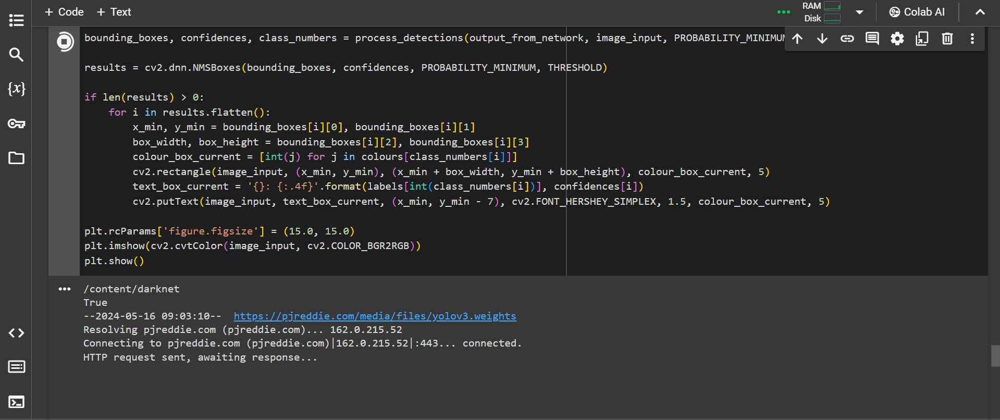 + Code + Text
RAM
Disk
Colab AI
{x}
bounding_boxes, confidences, class_numbers = process_detections(output_from_network, image_input, PROBABILITY_MINIMUM
results = cv2.dnn.NMSBoxes(bounding_boxes, confidences, PROBABILITY_MINIMUM, THRESHOLD)
if len(results) > 0:
    for i in results.flatten():
        x_min, y_min = bounding_boxes[i][0], bounding_boxes[i][1]
        box_width, box_height = bounding_boxes[i][2], bounding_boxes[i][3]
        colour_box_current = [int(j) for j in colours[class_numbers[i]]]
        cv2.rectangle(image_input, (x_min, y_min), (x_min + box_width, y_min + box_height), colour_box_current, 5)
        text_box_current = '{}: {:.4f}'.format(labels[int(class_numbers[i])], confidences[i])
        cv2.putText(image_input, text_box_current, (x_min, y_min - 7), cv2.FONT_HERSHEY_SIMPLEX, 1.5, colour_box_current, 5)
plt.rcParams['figure.figsize'] = (15.0, 15.0)
plt.imshow(cv2.cvtColor(image_input, cv2.COLOR_BGR2RGB))
plt.show()
/content/darknet
True
--2024-05-16 09:03:10--  https://pjreddie.com/media/files/yolov3.weights
Resolving pjreddie.com (pjreddie.com)... 162.0.215.52
Connecting to pjreddie.com (pjreddie.com)|162.0.215.52|:443... connected.
HTTP request sent, awaiting response...